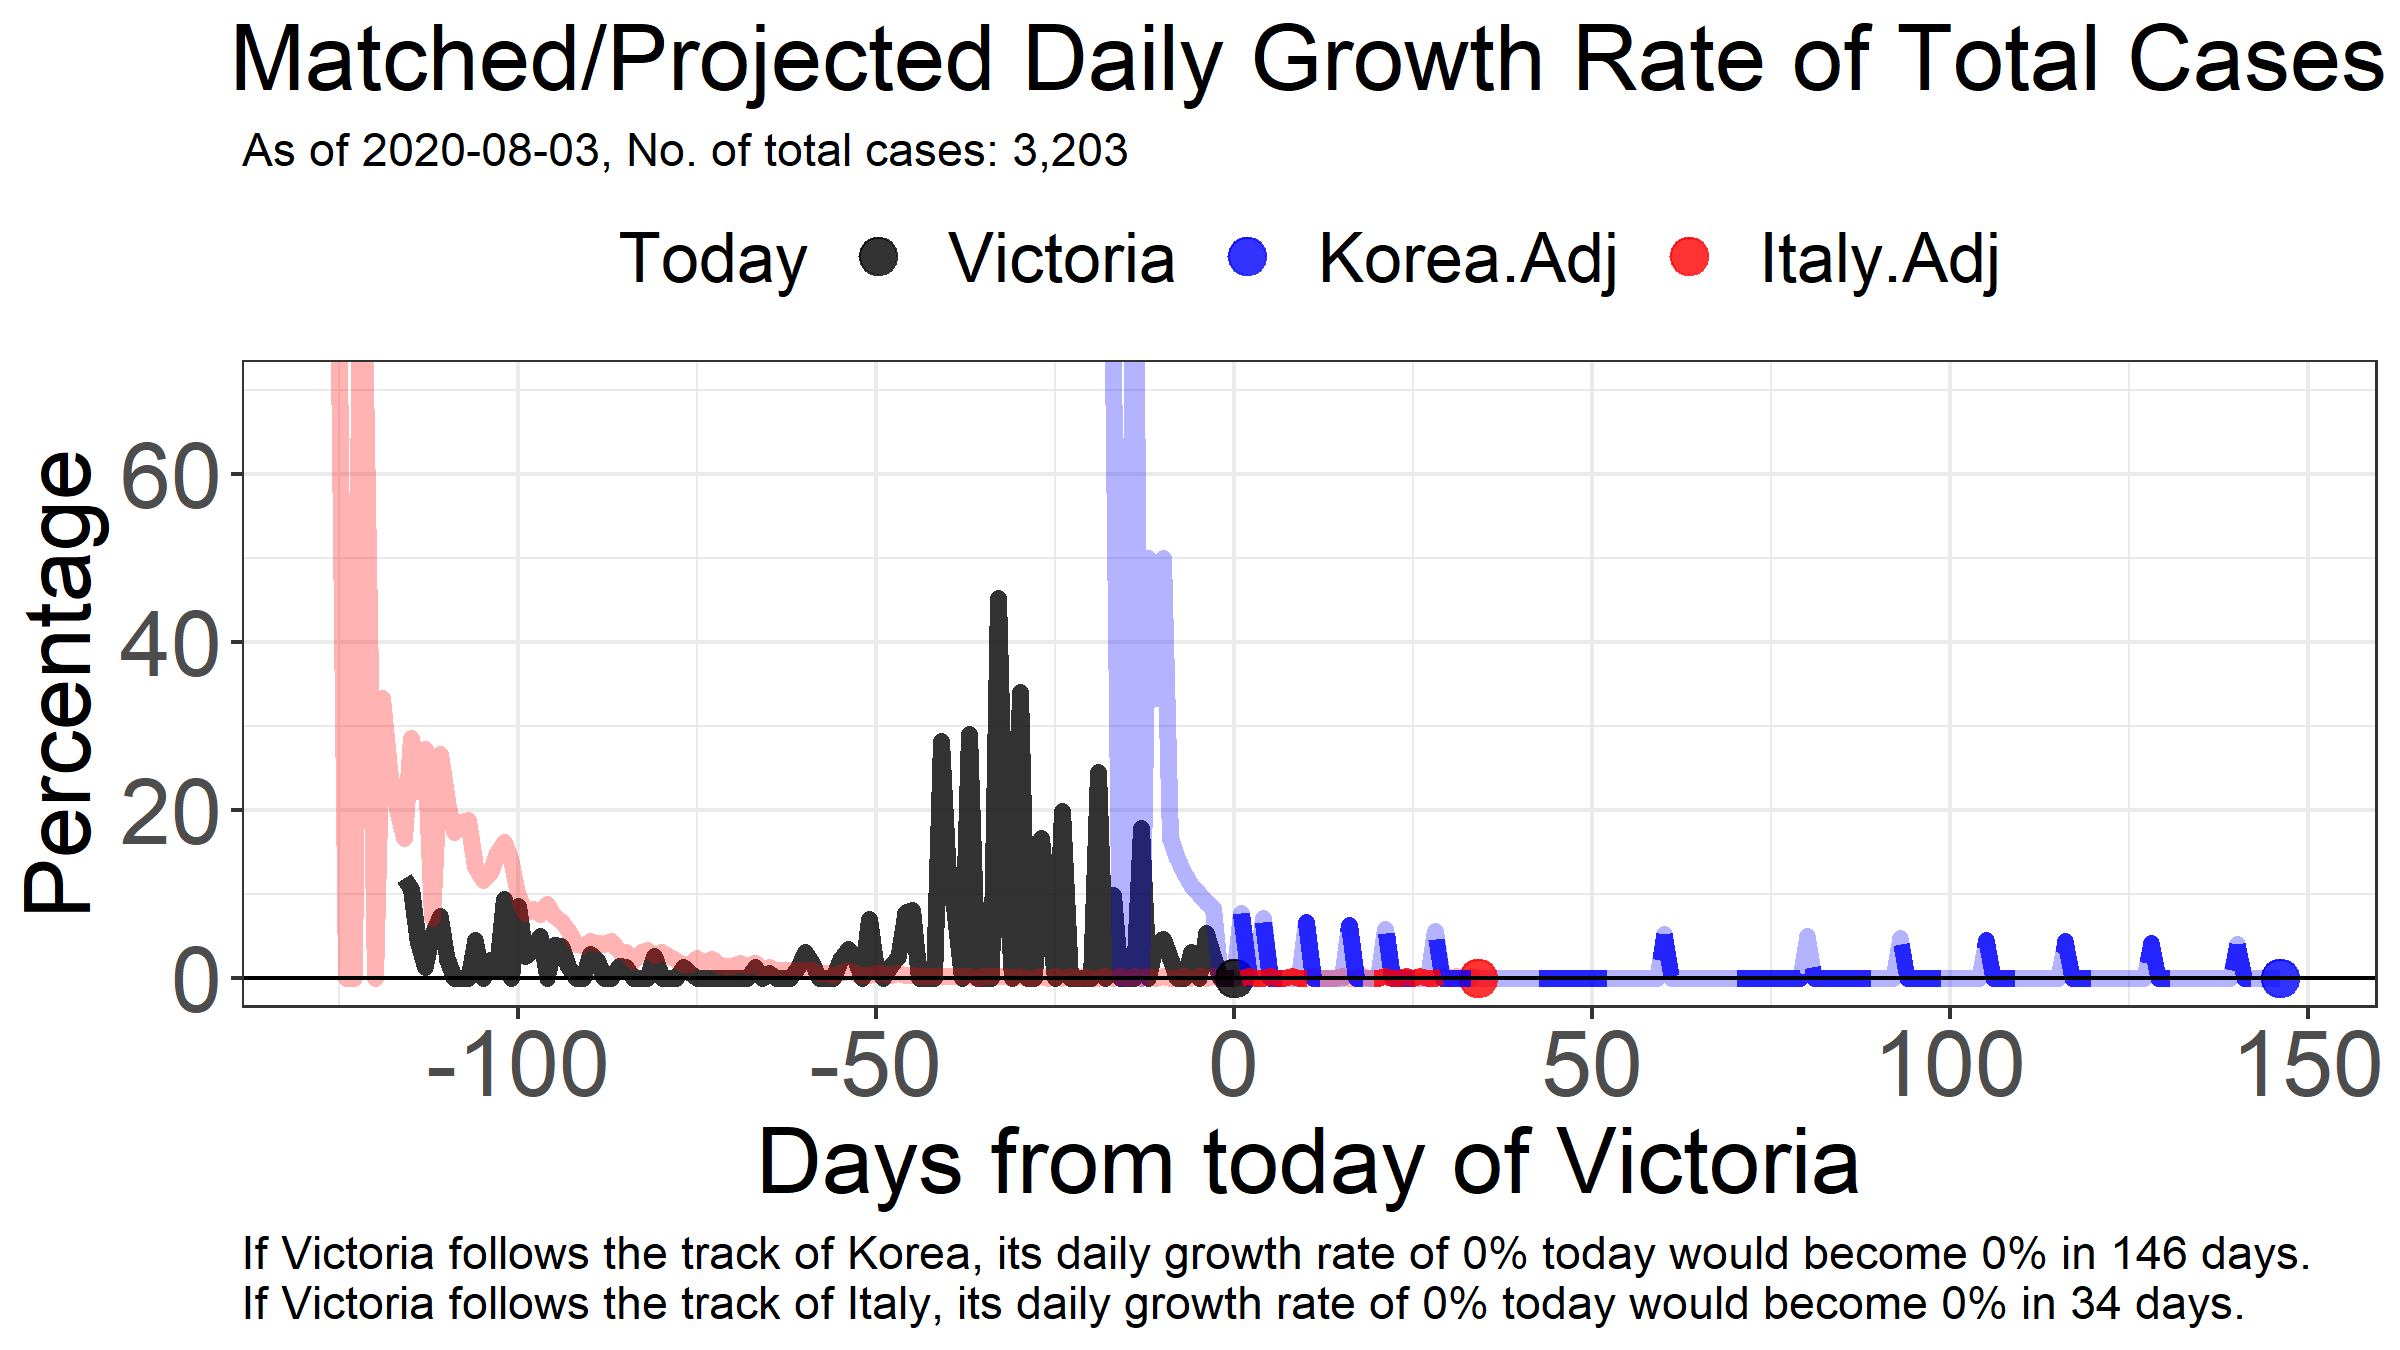 Matched/Projected Daily Growth Rate of Total Cases
As of 2020-08-03, No. of total cases: 3,203
Today Victoria Korea.Adj Italy.Adj
Percentage
60
40
20
0
-100 -50 0 50 100 150
Days from today of Victoria
If Victoria follows the track of Korea, its daily growth rate of 0% today would become 0% in 146 days.
If Victoria follows the track of Italy, its daily growth rate of 0% today would become 0% in 34 days.